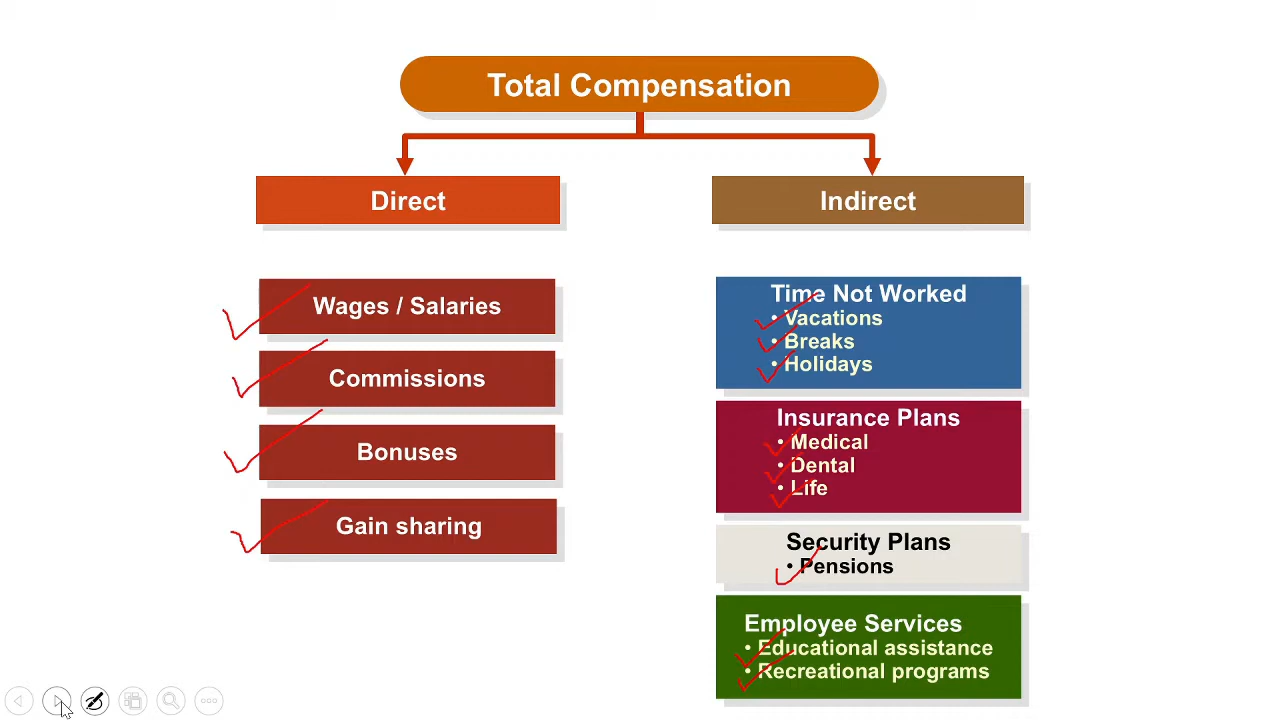 Total Compensation
Direct
Indirect
Wages / Salaries
Commissions
Bonuses
Gain sharing
Time Not Worked
• Vacations
• Breaks
• Holidays
Insurance Plans
• Medical
• Dental
• Life
Security Plans
• Pensions
Employee Services
• Educational assistance
• Recreational programs